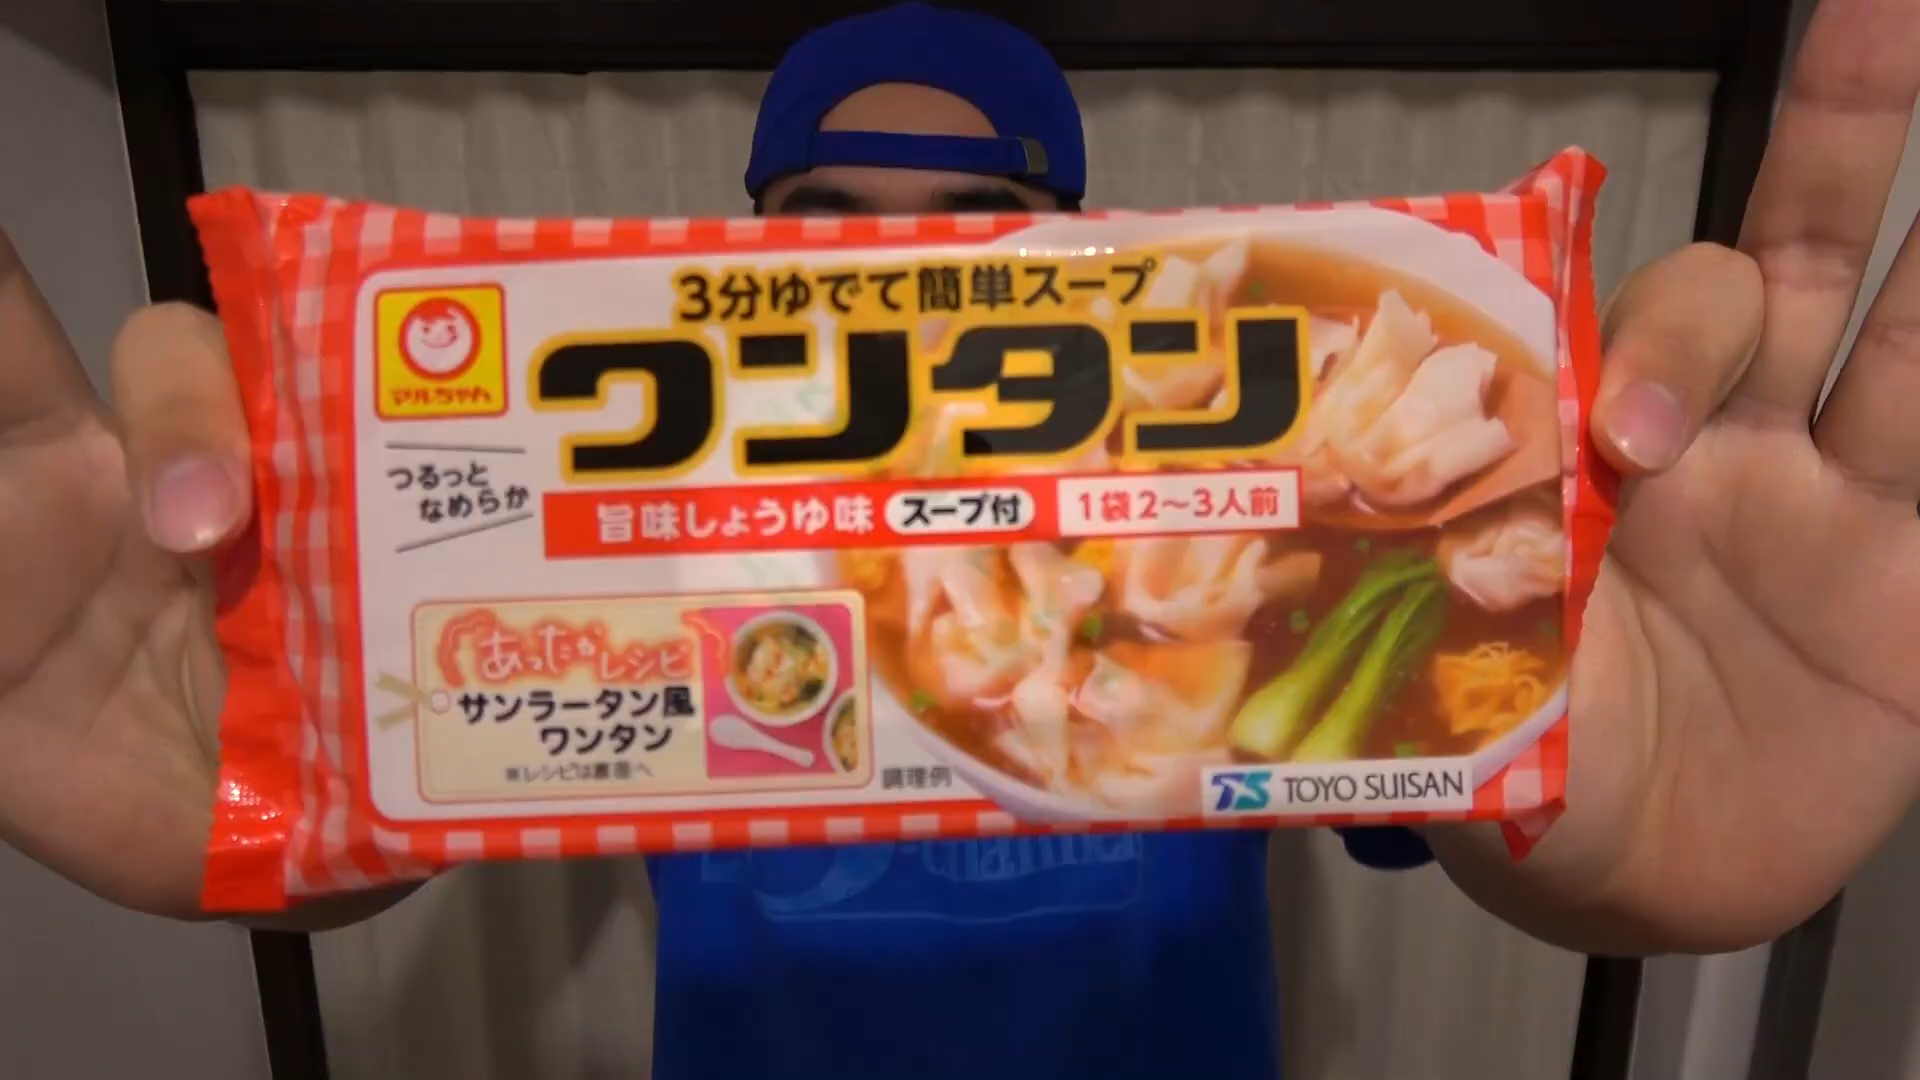 3分ゆでて簡単スープ
ワンタン
マルちゃん
つるっと
なめらか
旨味しょうゆ味 スープ付 1袋2〜3人前
あったかレシピ
サンラータン風
ワンタン
※レシピは裏面へ
調理例
TS TOYO SUISAN
-channel